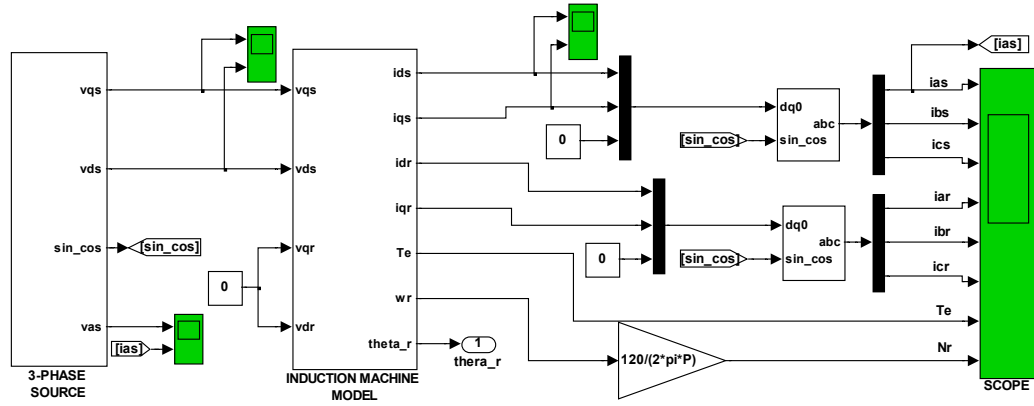 vqs
vds
sin_cos
vas
3-PHASE
SOURCE
[sin_cos]
[ias]
0
vqs
vds
vqr
vdr
ids
iqs
idr
iqr
Te
wr
theta_r
INDUCTION MACHINE
MODEL
1
thera_r
0
[sin_cos]
dq0
sin_cos
abc
0
[sin_cos]
dq0
sin_cos
abc
120/(2*pi*P)
[ias]
ias
ibs
ics
iar
ibr
icr
Te
Nr
SCOPE